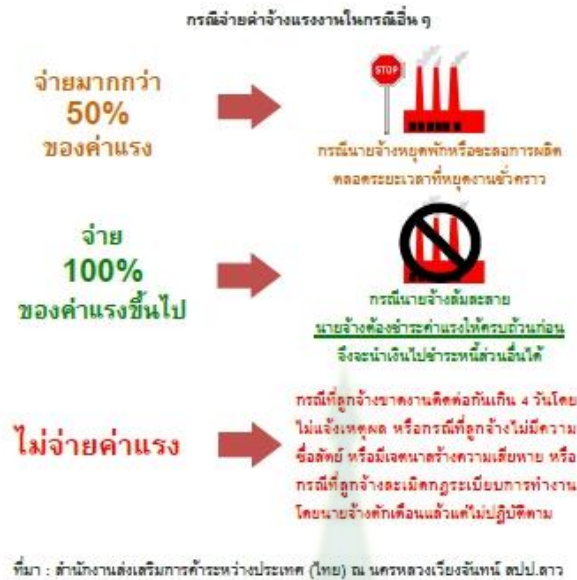 กรณีจ่ายค่าจ้างแรงงานในกรณีอื่น ๆ
จ่ายมากกว่า
50%
ของค่าแรง
STOP
กรณีนายจ้างหยุดพักหรือชะลอการผลิต
ตลอดระยะเวลาที่หยุดงานชั่วคราว
จ่าย
100%
ของค่าแรงขึ้นไป
กรณีนายจ้างล้มละลาย
นายจ้างต้องชำระค่าแรงให้ครบถ้วนก่อน
จึงจะนำเงินไปชำระหนี้ส่วนอื่นได้
ไม่จ่ายค่าแรง
กรณีที่ลูกจ้างขาดงานติดต่อกันเกิน 4 วันโดย
ไม่แจ้งเหตุผล หรือกรณีที่ลูกจ้างไม่มีความ
ซื่อสัตย์ หรือมีเจตนาสร้างความเสียหาย หรือ
กรณีที่ลูกจ้างละเมิดกฎระเบียบการทำงาน
โดยนายจ้างตักเตือนแล้วแต่ไม่ปฏิบัติตาม
ที่มา : สำนักงานส่งเสริมการค้าระหว่างประเทศ (ไทย) ณ นครหลวงเวียงจันทน์ สปป.ลาว